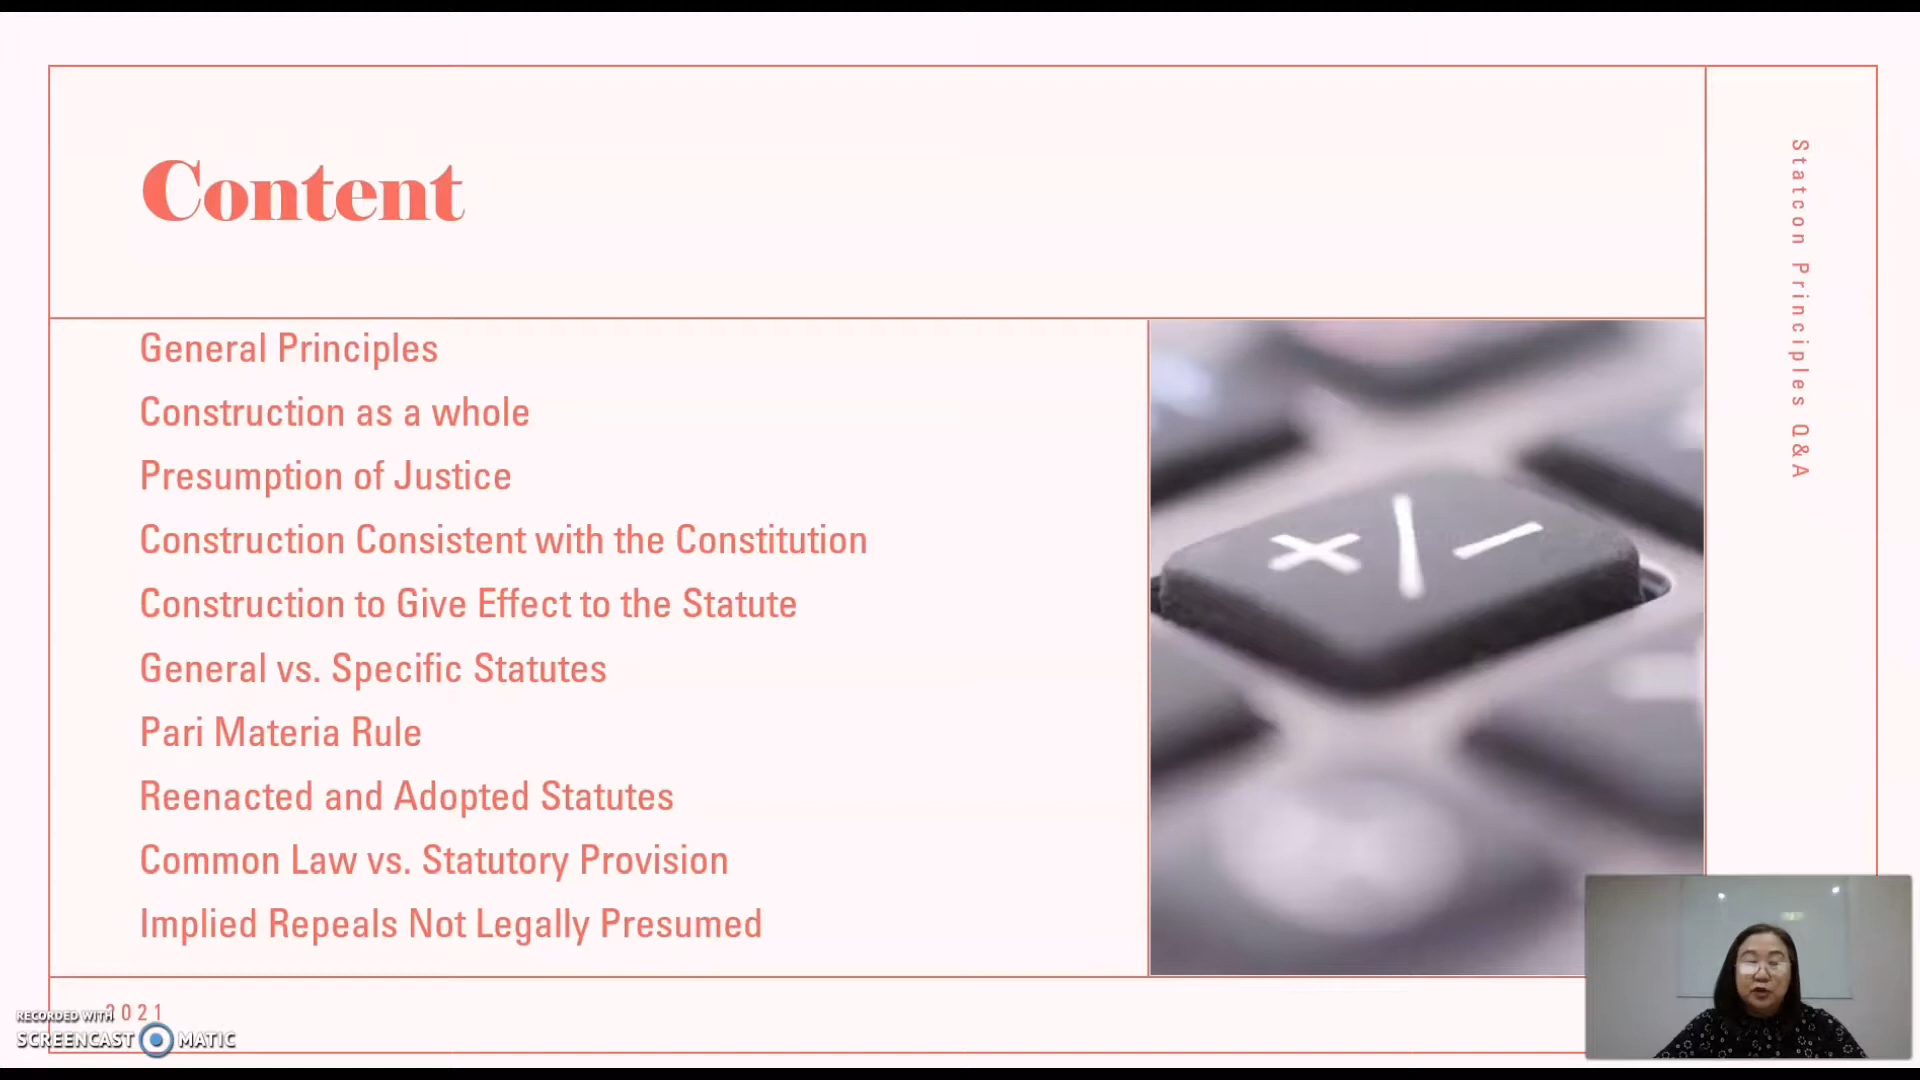 Content
Statcon Principles Q&A
General Principles
Construction as a whole
Presumption of Justice
Construction Consistent with the Constitution
Construction to Give Effect to the Statute
General vs. Specific Statutes
Pari Materia Rule
Reenacted and Adopted Statutes
Common Law vs. Statutory Provision
Implied Repeals Not Legally Presumed
×/−
2021
RECORDED WITH
SCREENCAST MATIC